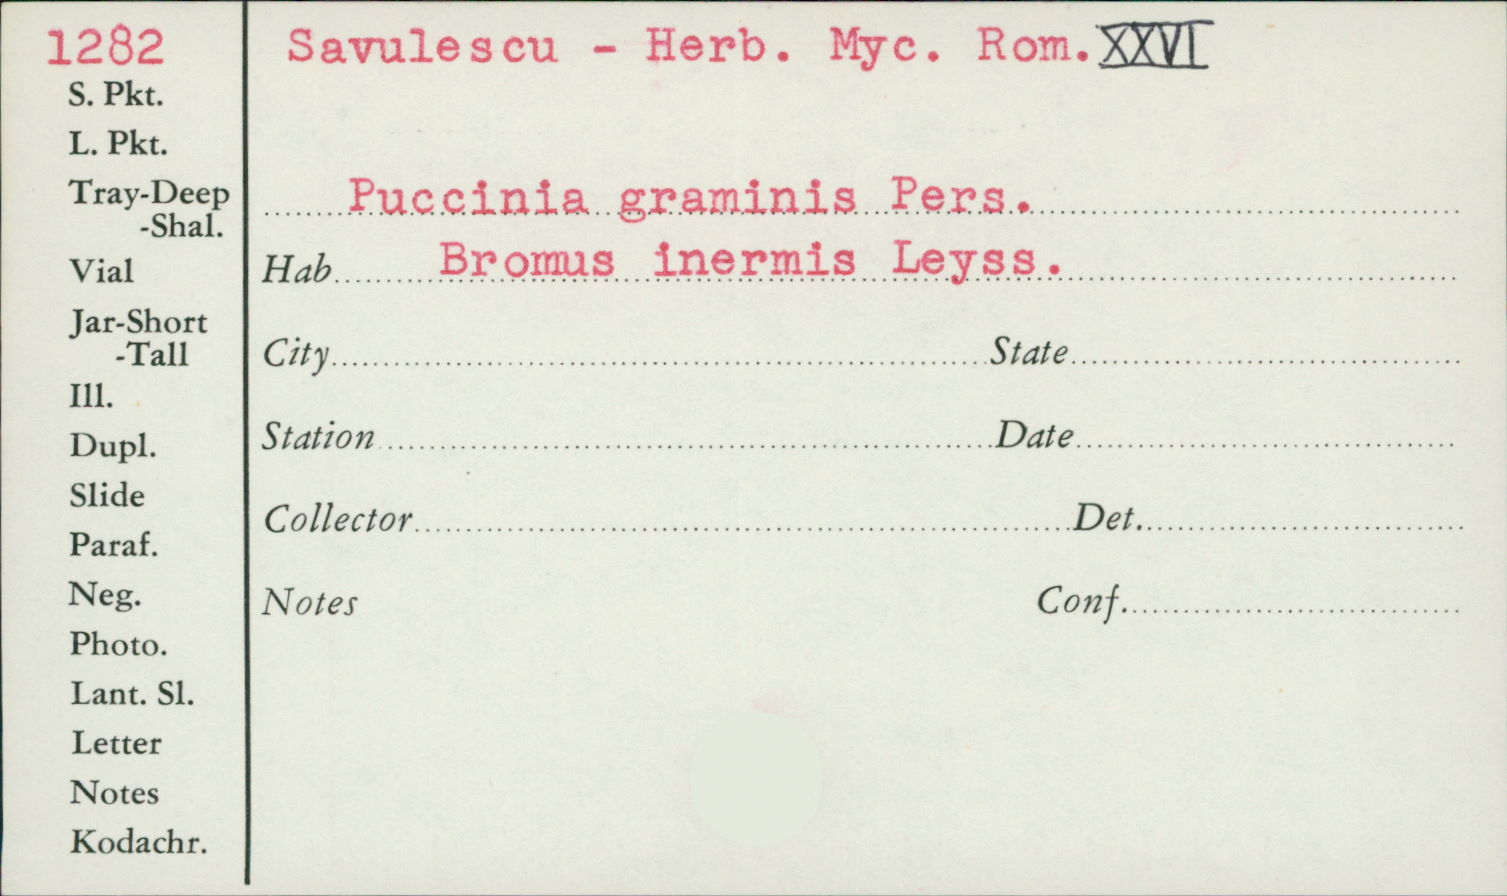 1282
Savulescu - Herb. Myc. Rom. XXVI
S. Pkt.
L. Pkt.
Tray-Deep
-Shal.
Vial
Jar-Short
-Tall
Ill.
Dupl.
Slide
Paraf.
Neg.
Photo.
Lant. Sl.
Letter
Notes
Kodachr.
Puccinia graminis Pers.
Hab Bromus inermis Leyss.
City State
Station Date
Collector Det.
Notes Conf.